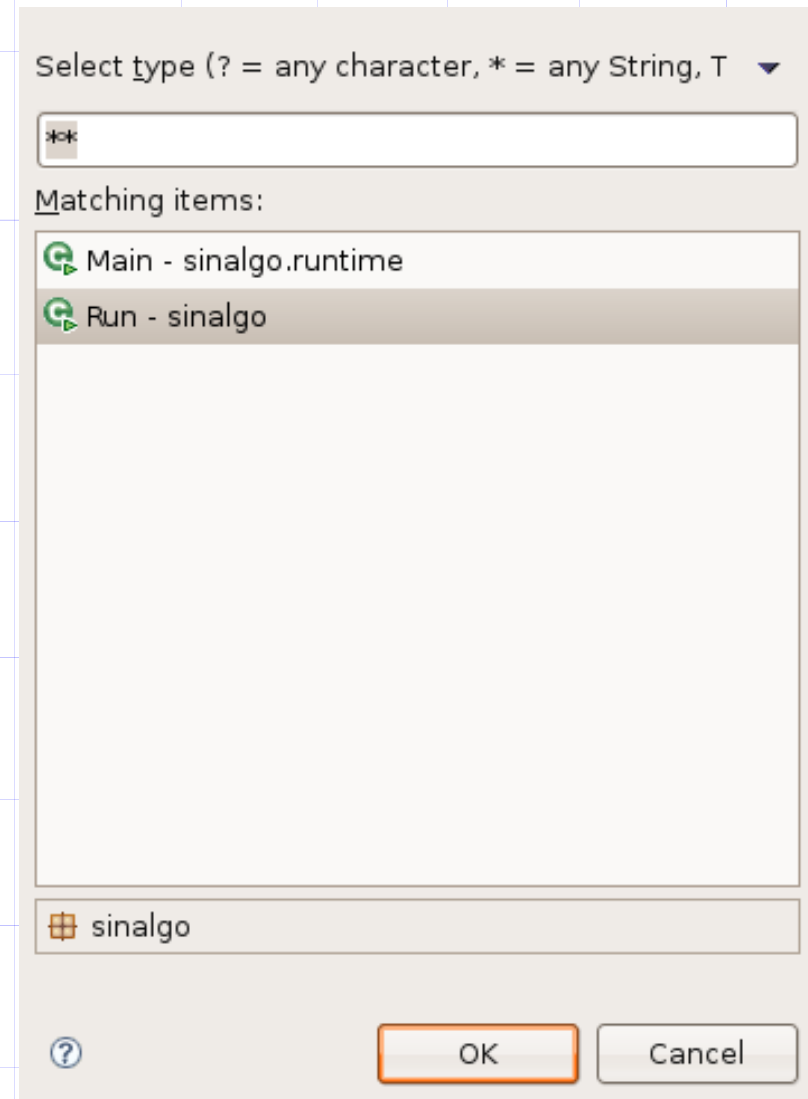 Select type (? = any character, * = any String, T
**
Matching items:
Main - sinalgo.runtime
Run - sinalgo
sinalgo
OK Cancel